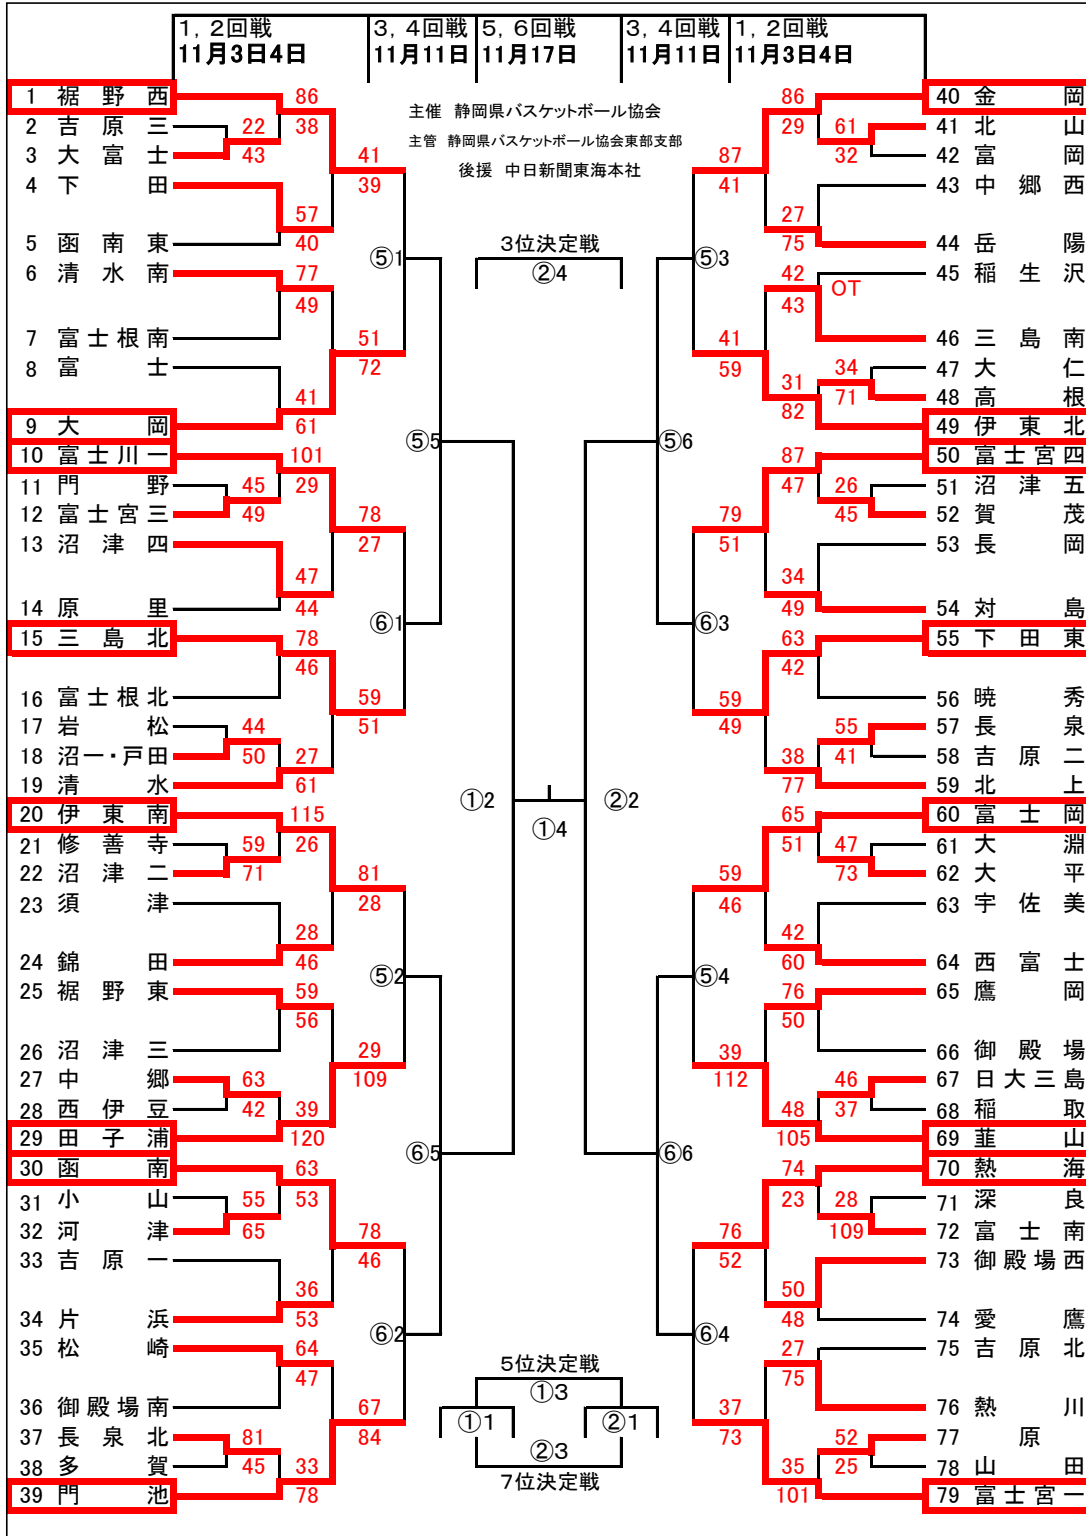 1,2回戦 3,4回戦 5,6回戦 3,4回戦 1,2回戦
11月3日4日 11月11日 11月17日 11月11日 11月3日4日
主催 静岡県バスケットボール協会
主管 静岡県バスケットボール協会東部支部
後援 中日新聞東海本社
1 裾野西 86 86 40 金岡
2 吉原三 22 38 29 61 41 北山
3 大富士 43 41 87 32 42 富岡
4 下田 39 41 43 中郷西
57 27
5 函南東 40 75 44 岳陽
⑤1 3位決定戦 ⑤3
②4
6 清水南 77 42 OT 45 稲生沢
49 43
7 富士根南 51 41 46 三島南
8 富士 72 59 34 47 大仁
41 31 71 48 高根
9 大岡 61 82 49 伊東北
⑤5 ⑤6
10 富士川一 101 87 50 富士宮四
11 門野 45 29 47 26 51 沼津五
12 富士宮三 49 78 79 45 52 賀茂
13 沼津四 27 51 53 長岡
47 34
14 原里 44 49 54 対島
⑥1 ⑥3
15 三島北 78 63 55 下田東
46 42
16 富士根北 59 59 56 暁秀
17 岩松 44 51 49 55 57 長泉
18 沼一・戸田 50 27 38 41 58 吉原二
19 清水 61 77 59 北上
①2 ①4 ②2
20 伊東南 115 65 60 富士岡
21 修善寺 59 26 51 47 61 大淵
22 沼津二 71 81 59 73 62 大平
23 須津 28 46 63 宇佐美
28 42
24 錦田 46 60 64 西富士
⑤2 ⑤4
25 裾野東 59 76 65 鷹岡
56 50
26 沼津三 29 39 66 御殿場
27 中郷 63 109 112 46 67 日大三島
28 西伊豆 42 39 48 37 68 稲取
29 田子浦 120 105 69 韮山
⑥5 ⑥6
30 函南 63 74 70 熱海
31 小山 55 53 23 28 71 深良
32 河津 65 78 76 109 72 富士南
33 吉原一 46 52 73 御殿場西
36 50
34 片浜 53 48 74 愛鷹
⑥2 ⑥4
35 松崎 64 27 75 吉原北
47 75
5位決定戦
①3
36 御殿場南 67 37 76 熱川
①1 ②1
37 長泉北 81 84 73 52 77 原
②3
38 多賀 45 33 35 25 78 山田
7位決定戦
39 門池 78 101 79 富士宮一